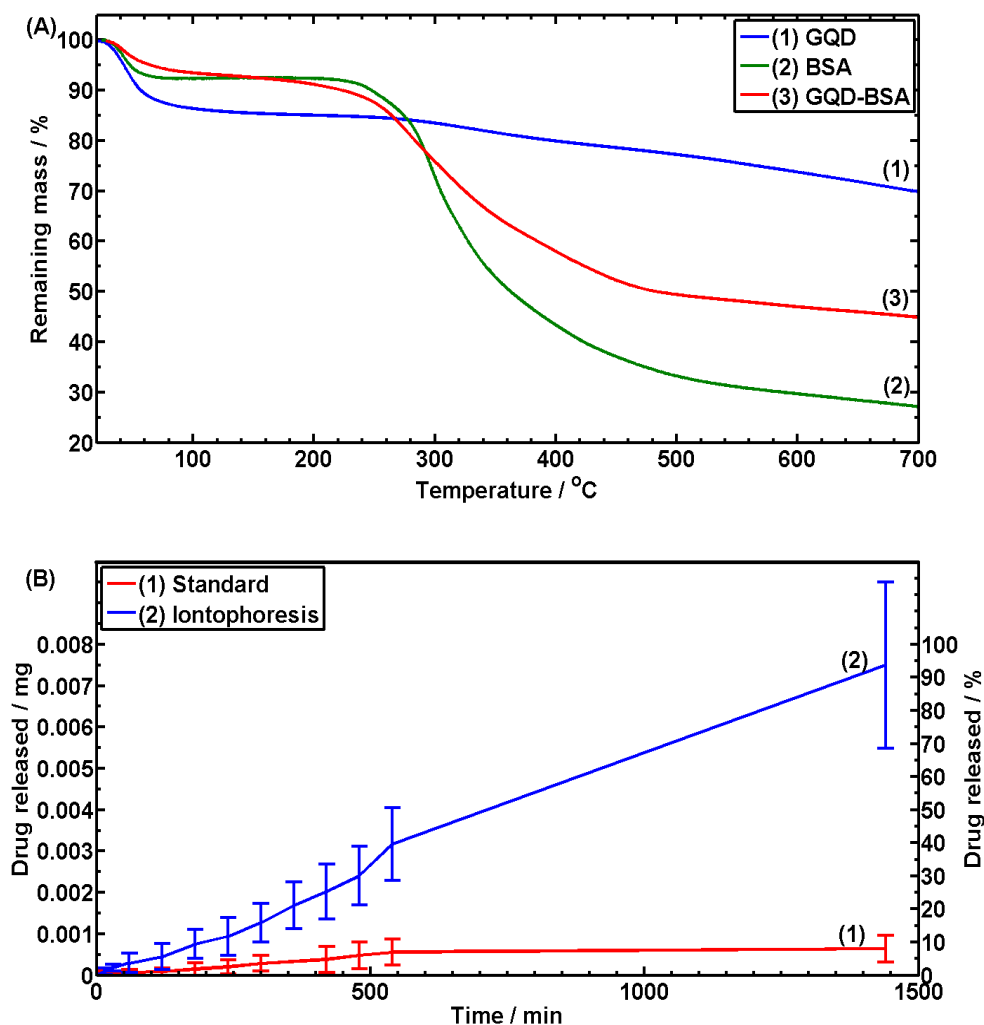 (A)
(1) GQD
(2) BSA
(3) GQD-BSA
100
90
80
70
60
50
40
30
20
Remaining mass / %
(1)
(3)
(2)
100 200 300 400 500 600 700
Temperature / °C
(B)
(1) Standard
(2) Iontophoresis
0.008
0.007
0.006
0.005
0.004
0.003
0.002
0.001
0
Drug released / mg
(2)
(1)
100
90
80
70
60
50
40
30
20
10
0
Drug released / %
0 500 1000 1500
Time / min